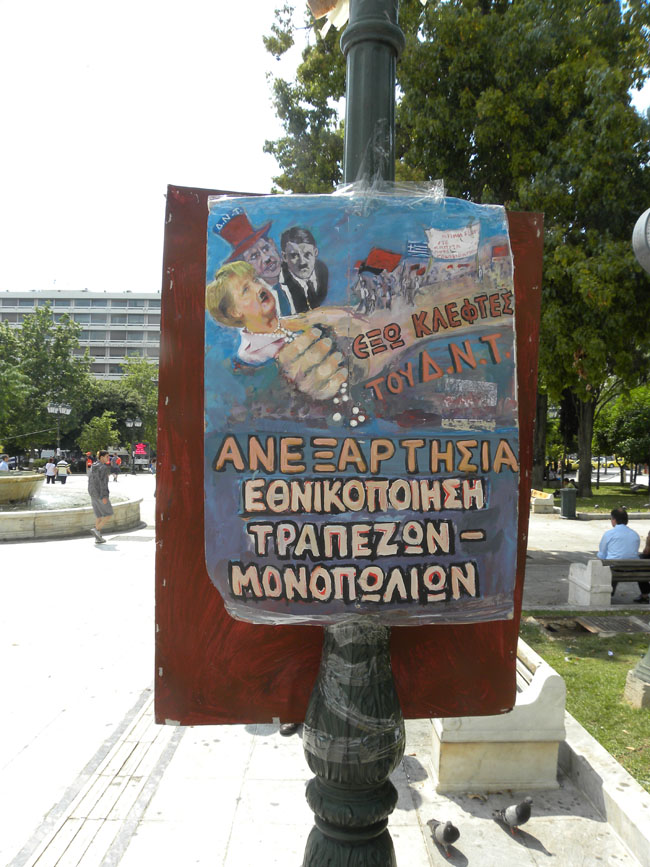 Δ.Ν.Τ.
ΕΞΩ ΚΛΕΦΤΕΣ
ΤΟΥ Δ.Ν.Τ.
ΑΝΕΞΑΡΤΗΣΙΑ
ΕΘΝΙΚΟΠΟΙΗΣΗ
ΤΡΑΠΕΖΩΝ –
ΜΟΝΟΠΩΛΙΩΝ